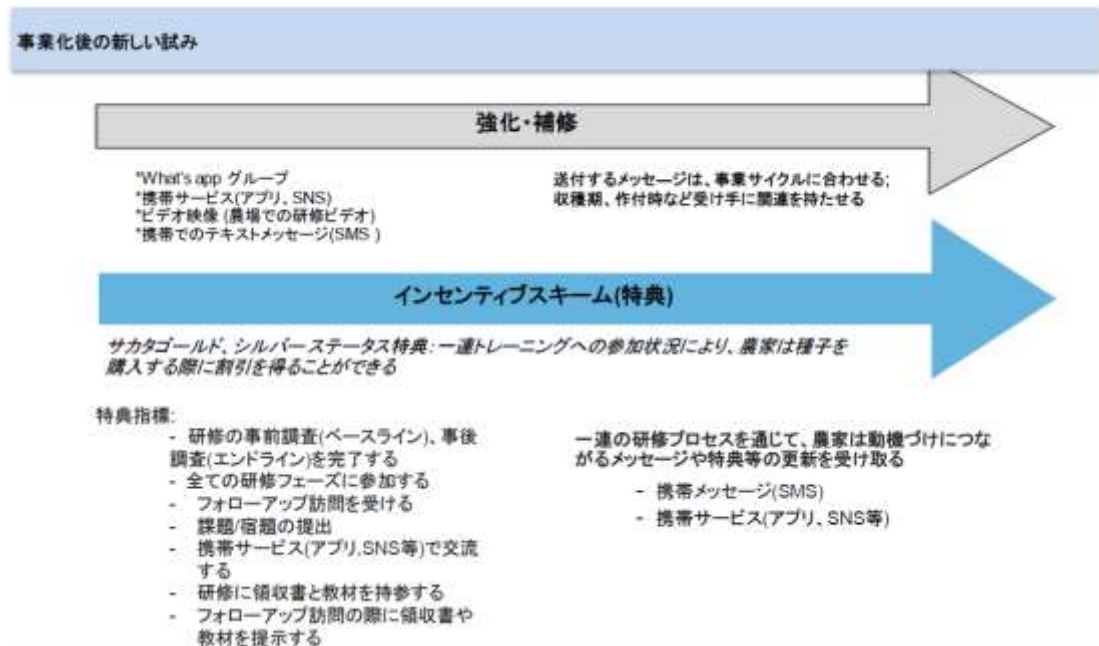 事業化後の新しい試み
強化・補修
*What's app グループ
*携帯サービス(アプリ、SNS)
*ビデオ映像 (農場での研修ビデオ)
*携帯でのテキストメッセージ(SMS )
送付するメッセージは、事業サイクルに合わせる;
収穫期、作付時など受け手に関連を持たせる
インセンティブスキーム(特典)
サカタゴールド、シルバーステータス特典: 一連トレーニングへの参加状況により、農家は種子を
購入する際に割引を得ることができる
特典指標:
- 研修の事前調査(ベースライン)、事後
調査(エンドライン)を完了する
- 全ての研修フェーズに参加する
- フォローアップ訪問を受ける
- 課題/宿題の提出
- 携帯サービス(アプリ,SNS等)で交流
する
- 研修に領収書と教材を持参する
- フォローアップ訪問の際に領収書や
教材を提示する
一連の研修プロセスを通じて、農家は動機づけにつな
がるメッセージや特典等の更新を受け取る
- 携帯メッセージ(SMS)
- 携帯サービス(アプリ、SNS等)